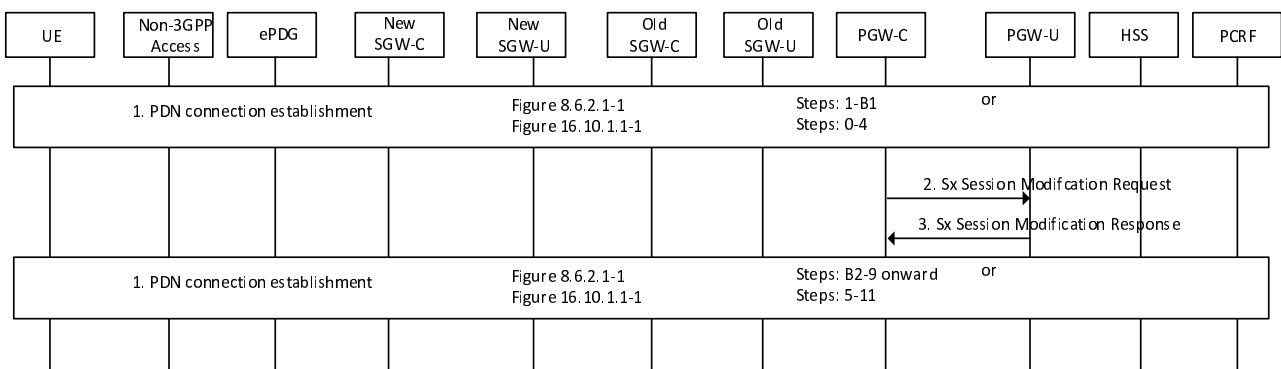 UE
Non-3GPP
Access
ePDG
New
SGW-C
New
SGW-U
Old
SGW-C
Old
SGW-U
PGW-C
PGW-U
HSS
PCRF
1. PDN connection establishment
Figure 8.6.2.1-1
Steps: 1-B1
or
Figure 16.10.1.1-1
Steps: 0-4
2. Sx Session Modifcation Request
3. Sx Session Modification Response
1. PDN connection establishment
Figure 8.6.2.1-1
Steps: B2-9 onward
or
Figure 16.10.1.1-1
Steps: 5-11